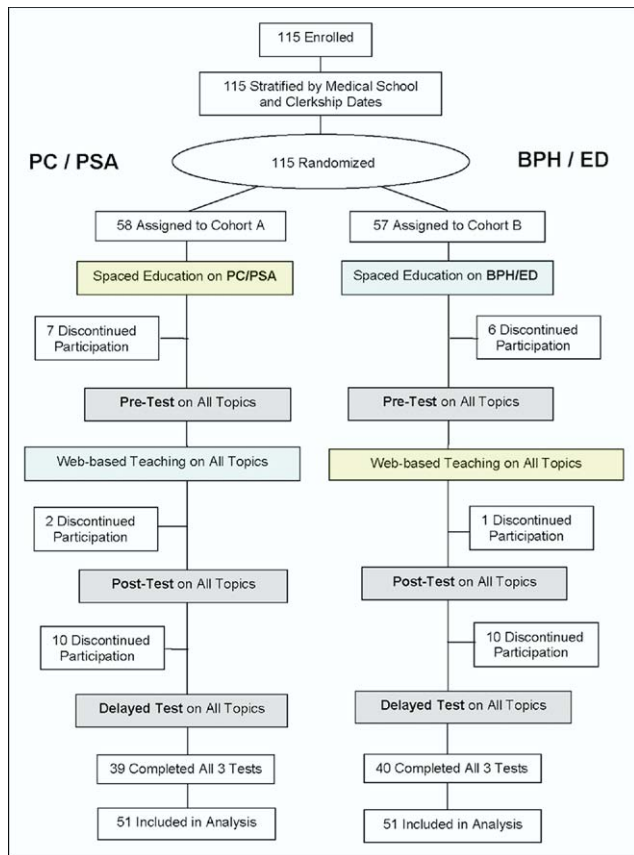 115 Enrolled
115 Stratified by Medical School
and Clerkship Dates
PC / PSA
115 Randomized
BPH / ED
58 Assigned to Cohort A
57 Assigned to Cohort B
Spaced Education on PC/PSA
Spaced Education on BPH/ED
7 Discontinued
Participation
6 Discontinued
Participation
Pre-Test on All Topics
Pre-Test on All Topics
Web-based Teaching on All Topics
Web-based Teaching on All Topics
2 Discontinued
Participation
1 Discontinued
Participation
Post-Test on All Topics
Post-Test on All Topics
10 Discontinued
Participation
10 Discontinued
Participation
Delayed Test on All Topics
Delayed Test on All Topics
39 Completed All 3 Tests
40 Completed All 3 Tests
51 Included in Analysis
51 Included in Analysis